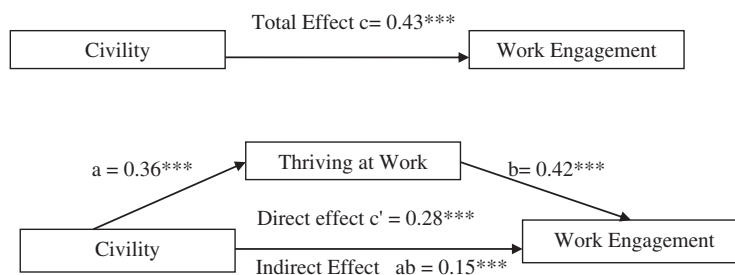 Total Effect c= 0.43***
Civility
Work Engagement
Thriving at Work
a = 0.36***
b= 0.42***
Direct effect c' = 0.28***
Civility
Work Engagement
Indirect Effect ab = 0.15***